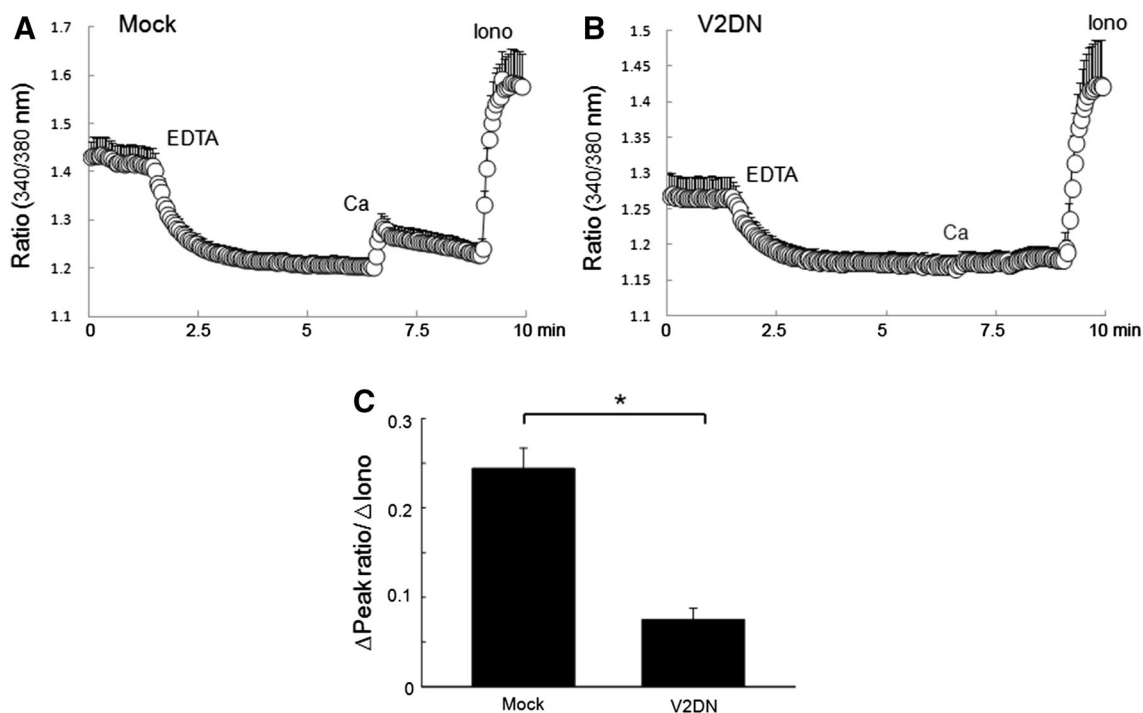 A Mock
Ratio (340/380 nm)
1.7
1.6
1.5
1.4
1.3
1.2
1.1
EDTA
Ca
Iono
0 2.5 5 7.5 10 min
B V2DN
Ratio (340/380 nm)
1.5
1.45
1.4
1.35
1.3
1.25
1.2
1.15
1.1
EDTA
Ca
Iono
0 2.5 5 7.5 10 min
C
ΔPeak ratio/ΔIono
0.3
0.2
0.1
0
*
Mock V2DN